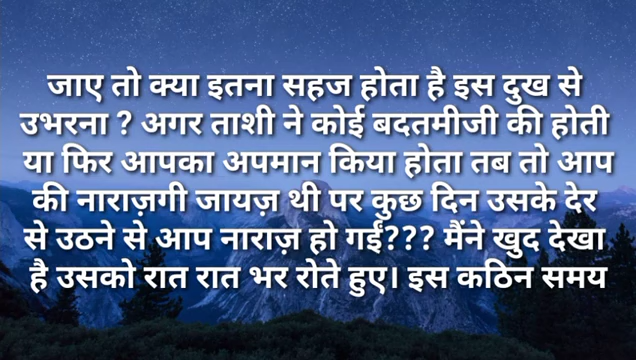 जाए तो क्या इतना सहज होता है इस दुख से
उभरना ? अगर ताशी ने कोई बदतमीजी की होती
या फिर आपका अपमान किया होता तब तो आप
की नाराज़गी जायज़ थी पर कुछ दिन उसके देर
से उठने से आप नाराज़ हो गईं??? मैंने खुद देखा
है उसको रात रात भर रोते हुए। इस कठिन समय